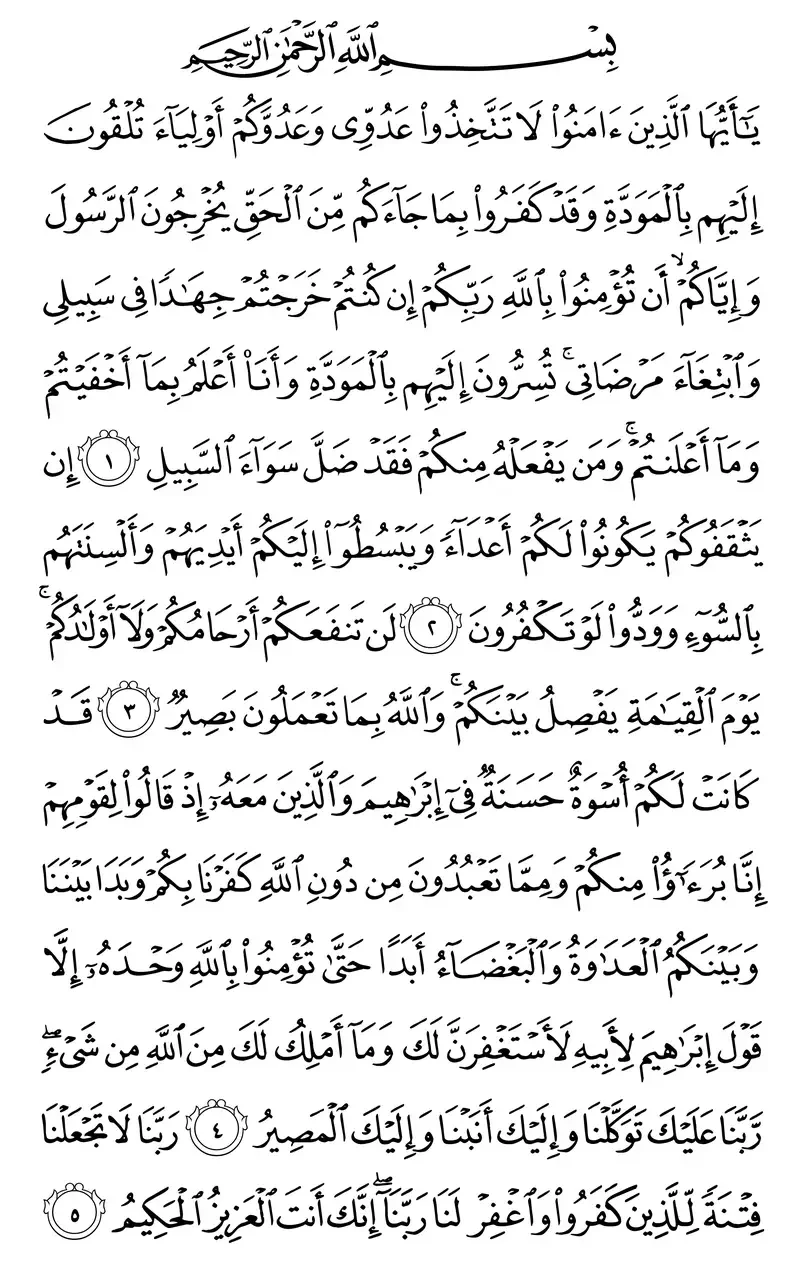 بِسْمِ ٱللَّهِ ٱلرَّحْمَٰنِ ٱلرَّحِيمِ
يَٰٓأَيُّهَا ٱلَّذِينَ ءَامَنُوا۟ لَا تَتَّخِذُوا۟ عَدُوِّى وَعَدُوَّكُمْ أَوْلِيَآءَ تُلْقُونَ
إِلَيْهِم بِٱلْمَوَدَّةِ وَقَدْ كَفَرُوا۟ بِمَا جَآءَكُم مِّنَ ٱلْحَقِّ يُخْرِجُونَ ٱلرَّسُولَ
وَإِيَّاكُمْ ۙ أَن تُؤْمِنُوا۟ بِٱللَّهِ رَبِّكُمْ إِن كُنتُمْ خَرَجْتُمْ جِهَٰدًا فِى سَبِيلِى
وَٱبْتِغَآءَ مَرْضَاتِى ۚ تُسِرُّونَ إِلَيْهِم بِٱلْمَوَدَّةِ وَأَنَا۠ أَعْلَمُ بِمَآ أَخْفَيْتُمْ
وَمَآ أَعْلَنتُمْ ۚ وَمَن يَفْعَلْهُ مِنكُمْ فَقَدْ ضَلَّ سَوَآءَ ٱلسَّبِيلِ ١ إِن
يَثْقَفُوكُمْ يَكُونُوا۟ لَكُمْ أَعْدَآءً وَيَبْسُطُوٓا۟ إِلَيْكُمْ أَيْدِيَهُمْ وَأَلْسِنَتَهُم
بِٱلسُّوٓءِ وَوَدُّوا۟ لَوْ تَكْفُرُونَ ٢ لَن تَنفَعَكُمْ أَرْحَامُكُمْ وَلَآ أَوْلَٰدُكُمْ ۚ
يَوْمَ ٱلْقِيَٰمَةِ يَفْصِلُ بَيْنَكُمْ ۚ وَٱللَّهُ بِمَا تَعْمَلُونَ بَصِيرٌ ٣ قَدْ
كَانَتْ لَكُمْ أُسْوَةٌ حَسَنَةٌ فِىٓ إِبْرَٰهِيمَ وَٱلَّذِينَ مَعَهُۥٓ إِذْ قَالُوا۟ لِقَوْمِهِمْ
إِنَّا بُرَءَٰٓؤُا۟ مِنكُمْ وَمِمَّا تَعْبُدُونَ مِن دُونِ ٱللَّهِ كَفَرْنَا بِكُمْ وَبَدَا بَيْنَنَا
وَبَيْنَكُمُ ٱلْعَدَٰوَةُ وَٱلْبَغْضَآءُ أَبَدًا حَتَّىٰ تُؤْمِنُوا۟ بِٱللَّهِ وَحْدَهُۥٓ إِلَّا
قَوْلَ إِبْرَٰهِيمَ لِأَبِيهِ لَأَسْتَغْفِرَنَّ لَكَ وَمَآ أَمْلِكُ لَكَ مِنَ ٱللَّهِ مِن شَىْءٍ ۖ
رَّبَّنَا عَلَيْكَ تَوَكَّلْنَا وَإِلَيْكَ أَنَبْنَا وَإِلَيْكَ ٱلْمَصِيرُ ٤ رَبَّنَا لَا تَجْعَلْنَا
فِتْنَةً لِّلَّذِينَ كَفَرُوا۟ وَٱغْفِرْ لَنَا رَبَّنَآ ۖ إِنَّكَ أَنتَ ٱلْعَزِيزُ ٱلْحَكِيمُ ٥